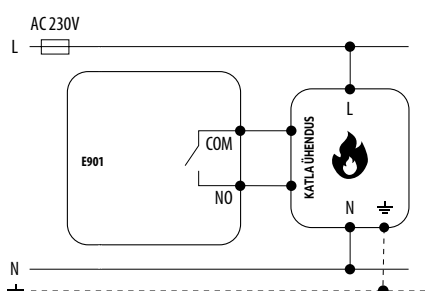 AC 230V
L
L
COM
E901
KATLA ÜHENDUS
NO
N
N